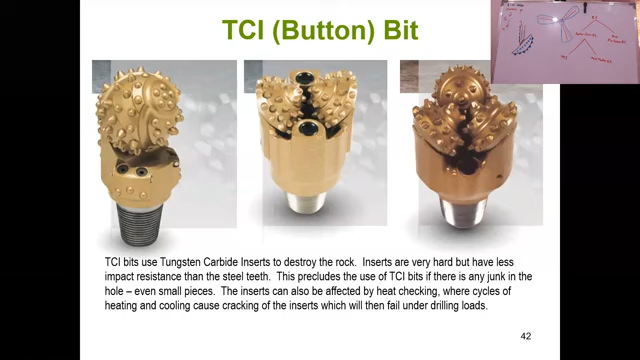 TCI (Button) Bit
TCI bits use Tungsten Carbide Inserts to destroy the rock.  Inserts are very hard but have less
impact resistance than the steel teeth.  This precludes the use of TCI bits if there is any junk in the
hole – even small pieces.  The inserts can also be affected by heat checking, where cycles of
heating and cooling cause cracking of the inserts which will then fail under drilling loads.
42